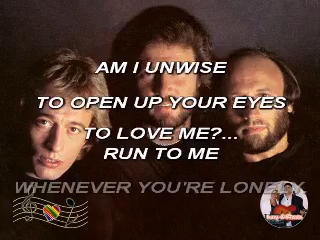 AM I UNWISE
TO OPEN UP YOUR EYES
TO LOVE ME?...
RUN TO ME
WHENEVER YOU'RE LONELY